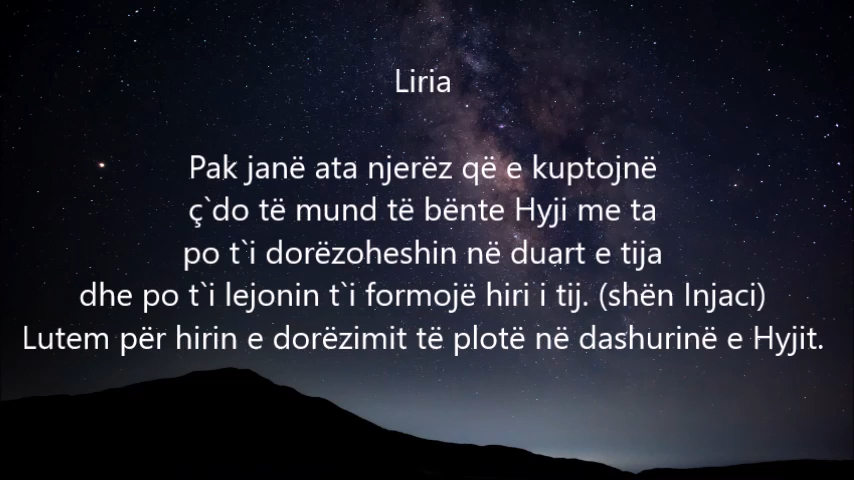 Liria
Pak janë ata njerëz që e kuptojnë
ç`do të mund të bënte Hyji me ta
po t`i dorëzoheshin në duart e tija
dhe po t`i lejonin t`i formojë hiri i tij. (shën Injaci)
Lutem për hirin e dorëzimit të plotë në dashurinë e Hyjit.